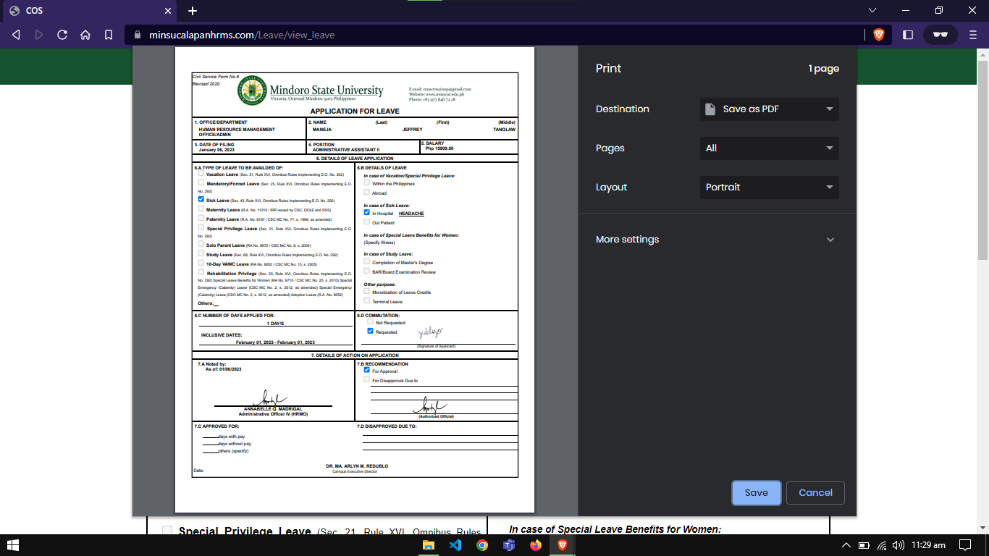 COS
minsucalapanhrms.com/Leave/view_leave
Civil Service Form No.6
Revised 2020
Mindoro State University
Victoria, Oriental Mindoro 5205 Philippines
APPLICATION FOR LEAVE
1. OFFICE/DEPARTMENT
HUMAN RESOURCE MANAGEMENT
OFFICE/ADMIN
2. NAME (Last) (First) (Middle)
MANEJA JEFFREY TANGLAW
3. DATE OF FILING
January 06, 2023
4. POSITION
ADMINISTRATIVE ASSISTANT II
5. SALARY
6. DETAILS OF LEAVE APPLICATION
6.A TYPE OF LEAVE TO BE AVAILED OF:
Vacation Leave (Sec. 51, Rule XVI, Omnibus Rules Implementing E.O. No. 292)
Mandatory/Forced Leave (Sec. 25, Rule XVI, Omnibus Rules Implementing E.O.
No. 292)
Sick Leave (Sec. 43, Rule XVI, Omnibus Rules Implementing E.O. No. 292)
Maternity Leave (R.A. No. 11210 / IRR issued by CSC, DOLE and SSS)
Paternity Leave (R.A. No. 8187 / CSC MC No. 71, s. 1998, as amended)
Special Privilege Leave (Sec. 21, Rule XVI, Omnibus Rules Implementing E.O.
No. 292)
Solo Parent Leave (RA No. 8972 / CSC MC No. 8, s. 2004)
Study Leave (Sec. 68, Rule XVI, Omnibus Rules Implementing E.O. No. 292)
10-Day VAWC Leave (RA No. 9262 / CSC MC No. 15, s. 2005)
Rehabilitation Privilege (Sec. 55, Rule XVI, Omnibus Rules Implementing E.O.
No. 292) Special Leave Benefits for Women (RA No. 9710 / CSC MC No. 25, s. 2010) Special
Emergency (Calamity) Leave (CSC MC No. 2, s. 2012, as amended) Special Emergency
(Calamity) Leave (CSC MC No. 2, s. 2012, as amended) Adoption Leave (R.A. No. 8552)
Others:__
6.B DETAILS OF LEAVE
In case of Vacation/Special Privilege Leave:
Within the Philippines
Abroad
In case of Sick Leave:
In Hospital HEADACHE
Out Patient
In case of Special Leave Benefits for Women:
(Specify Illness)
In case of Study Leave:
Completion of Master's Degree
BAR/Board Examination Review
Other purpose:
Monetization of Leave Credits
Terminal Leave
6.C NUMBER OF DAYS APPLIED FOR:
1 DAY/S
INCLUSIVE DATES:
February 01, 2023 - February 01, 2023
6.D COMMUTATION:
Not Requested
Requested
(Signature of Applicant)
7. DETAILS OF ACTION ON APPLICATION
7.A Noted by:
As of: 01/06/2023
ANNABELLE G. MADRIGAL
Administrative Officer IV (HRMO)
7.B RECOMMENDATION
For Approval
For Disapproval Due to
(Authorized Official)
7.C APPROVED FOR:
____days with pay
____days without pay
____others (specify)
7.D DISAPPROVED DUE TO:
DR. MA. ARLYN M. REDUBLO
Campus Executive Director
Date:
Print 1 page
Destination Save as PDF
Pages All
Layout Portrait
More settings
Save Cancel
Special Privilege Leave (Sec. 21, Rule XVI, Omnibus Rules
In case of Special Leave Benefits for Women:
11:29 am